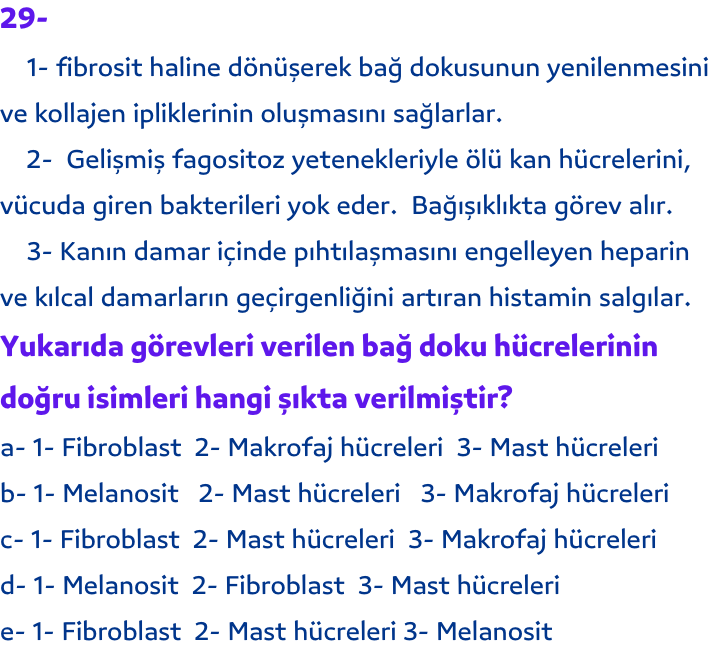 29-
1- fibrosit haline dönüşerek bağ dokusunun yenilenmesini
ve kollajen ipliklerinin oluşmasını sağlarlar.
2- Gelişmiş fagositoz yetenekleriyle ölü kan hücrelerini,
vücuda giren bakterileri yok eder. Bağışıklıkta görev alır.
3- Kanın damar içinde pıhtılaşmasını engelleyen heparin
ve kılcal damarların geçirgenliğini artıran histamin salgılar.
Yukarıda görevleri verilen bağ doku hücrelerinin
doğru isimleri hangi şıkta verilmiştir?
a- 1- Fibroblast 2- Makrofaj hücreleri 3- Mast hücreleri
b- 1- Melanosit 2- Mast hücreleri 3- Makrofaj hücreleri
c- 1- Fibroblast 2- Mast hücreleri 3- Makrofaj hücreleri
d- 1- Melanosit 2- Fibroblast 3- Mast hücreleri
e- 1- Fibroblast 2- Mast hücreleri 3- Melanosit